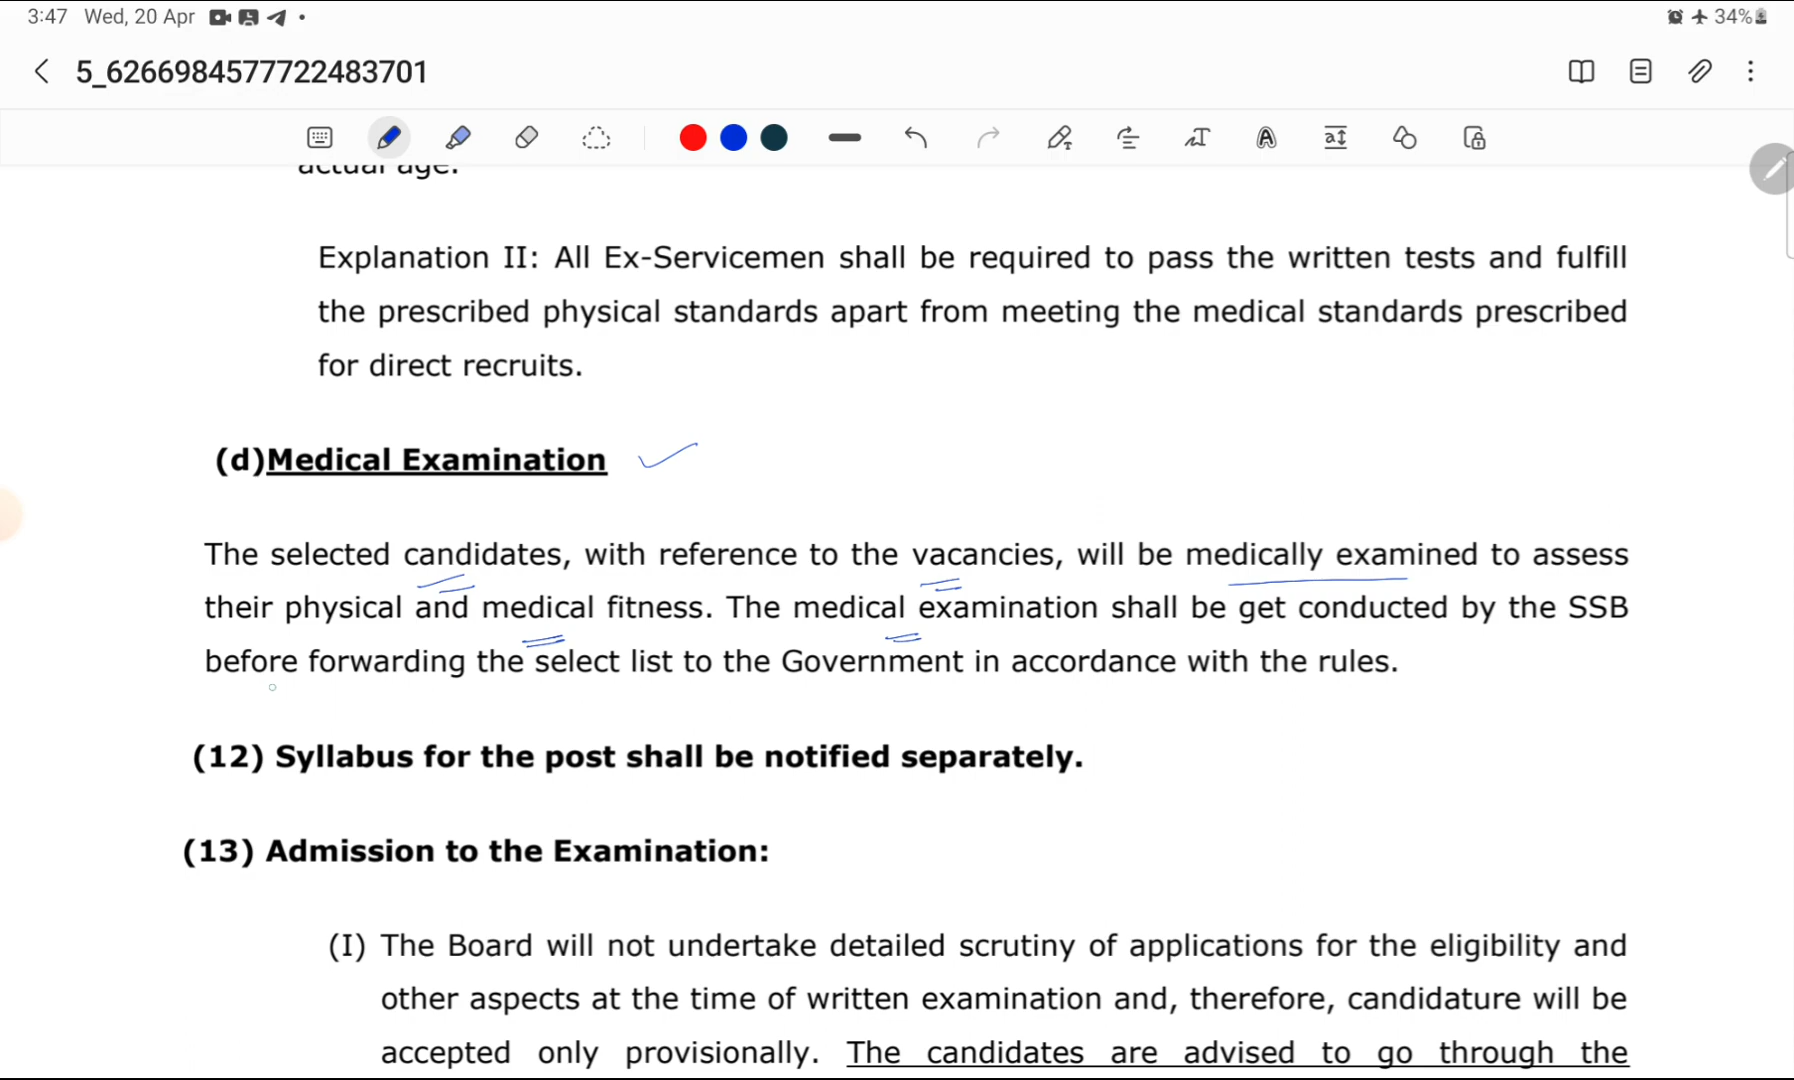 3:47 Wed, 20 Apr
34%
5_6266984577722483701
actual age.
Explanation II: All Ex-Servicemen shall be required to pass the written tests and fulfill
the prescribed physical standards apart from meeting the medical standards prescribed
for direct recruits.
(d)Medical Examination
The selected candidates, with reference to the vacancies, will be medically examined to assess
their physical and medical fitness. The medical examination shall be get conducted by the SSB
before forwarding the select list to the Government in accordance with the rules.
(12) Syllabus for the post shall be notified separately.
(13) Admission to the Examination:
(I) The Board will not undertake detailed scrutiny of applications for the eligibility and
other aspects at the time of written examination and, therefore, candidature will be
accepted only provisionally. The candidates are advised to go through the